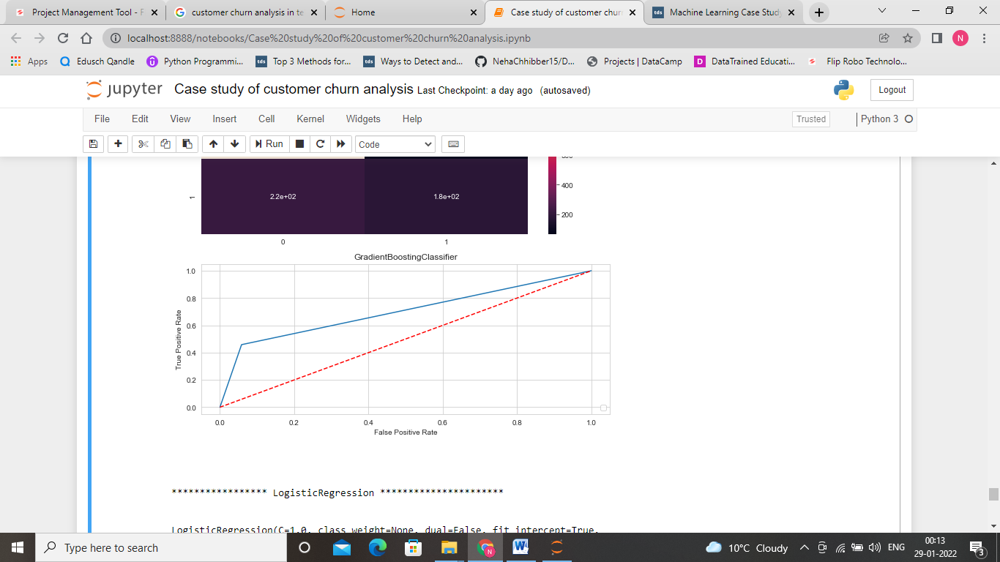 Project Management Tool - F
customer churn analysis in te
Home
Case study of customer churn
Machine Learning Case Study
localhost:8888/notebooks/Case%20study%20of%20customer%20churn%20analysis.ipynb
N
Apps
Edusch Qandle
Python Programmi...
tds
Top 3 Methods for...
tds
Ways to Detect and...
NehaChhibber15/D...
Projects | DataCamp
D
DataTrained Educati...
Flip Robo Technolo...
jupyter
Case study of customer churn analysis Last Checkpoint: a day ago (autosaved)
Logout
File
Edit
View
Insert
Cell
Kernel
Widgets
Help
Trusted
Python 3
Run
Code
2.2e+02
1.8e+02
1
0
1
400
200
GradientBoostingClassifier
1.0
0.8
0.6
0.4
0.2
0.0
True Positive Rate
0.0
0.2
0.4
0.6
0.8
1.0
False Positive Rate
***************** LogisticRegression **********************
LogisticRegression(C=1.0, class_weight=None, dual=False, fit_intercept=True,
Type here to search
10°C Cloudy
ENG
00:13
29-01-2022
3